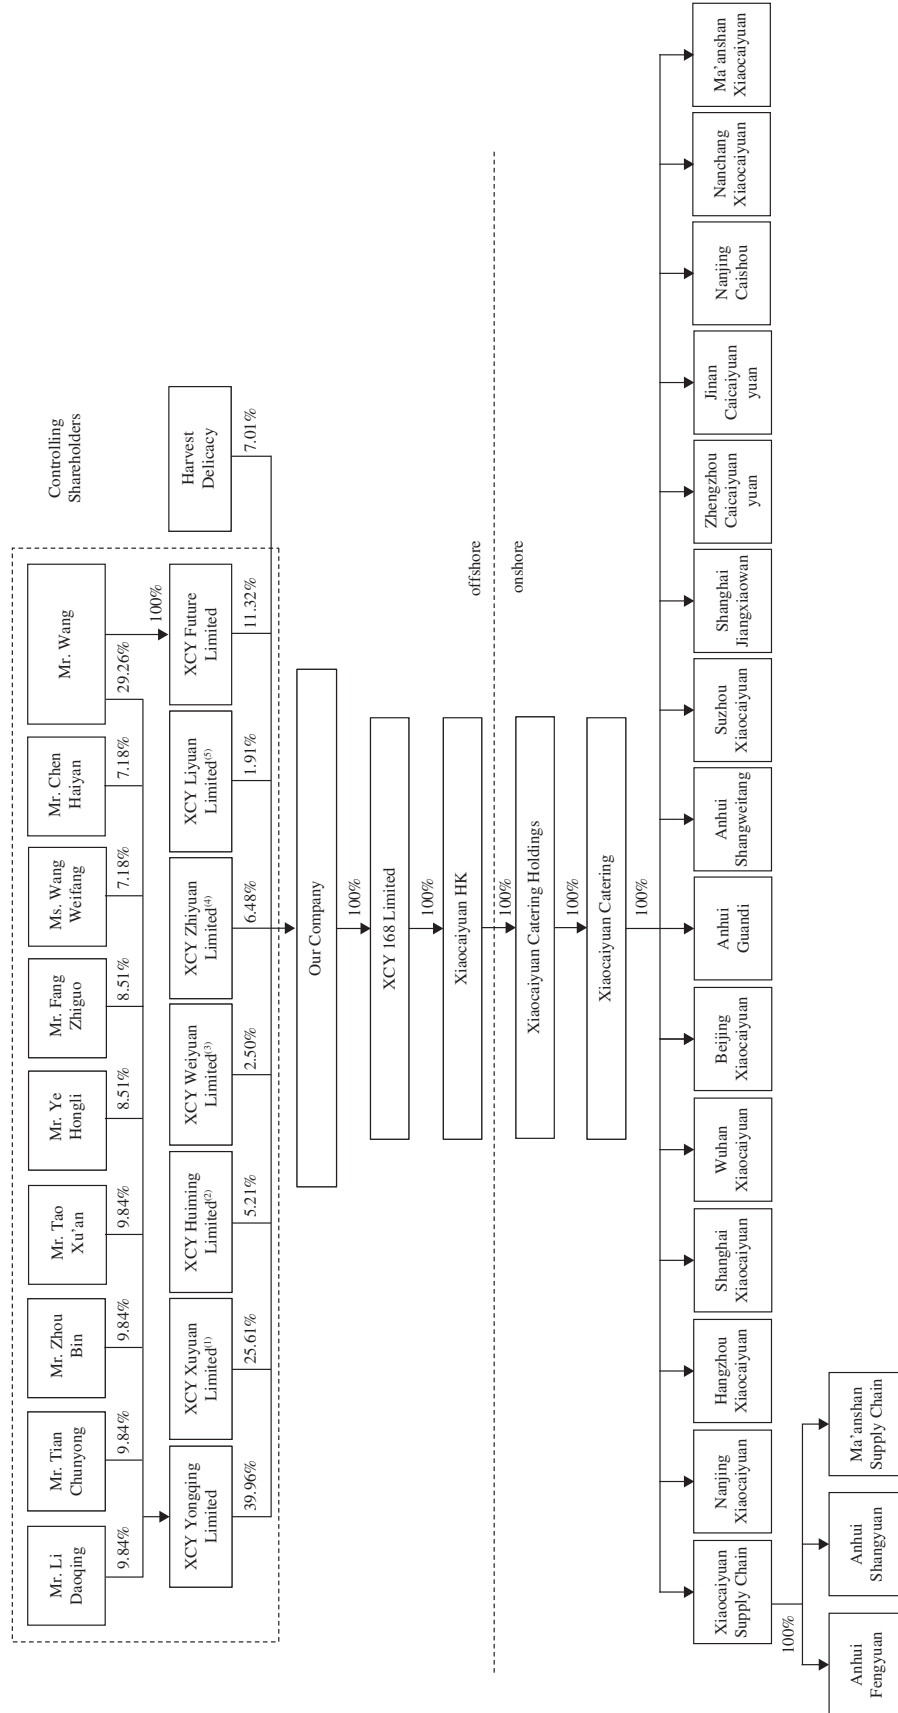 Controlling
Shareholders
Mr. Li
Daoqing
Mr. Tian
Chunyong
Mr. Zhou
Bin
Mr. Tao
Xu’an
Mr. Ye
Hongli
Mr. Fang
Zhiguo
Ms. Wang
Weifang
Mr. Chen
Haiyan
Mr. Wang
9.84%
9.84%
9.84%
9.84%
8.51%
8.51%
7.18%
7.18%
29.26%
100%
XCY Yongqing
Limited
XCY Xuyuan
Limited(1)
XCY Huiming
Limited(2)
XCY Weiyuan
Limited(3)
XCY Zhiyuan
Limited(4)
XCY Liyuan
Limited(5)
XCY Future
Limited
Harvest
Delicacy
39.96%
25.61%
5.21%
2.50%
6.48%
1.91%
11.32%
7.01%
Our Company
100%
XCY 168 Limited
100%
Xiaocaiyuan HK
offshore
100%
onshore
Xiaocaiyuan Catering Holdings
100%
Xiaocaiyuan Catering
100%
Xiaocaiyuan
Supply Chain
Nanjing
Xiaocaiyuan
Hangzhou
Xiaocaiyuan
Shanghai
Xiaocaiyuan
Wuhan
Xiaocaiyuan
Beijing
Xiaocaiyuan
Anhui
Guandi
Anhui
Shangweitang
Suzhou
Xiaocaiyuan
Shanghai
Jiangxiaowan
Zhengzhou
Caicaiyuan
yuan
Jinan
Caicaiyuan
yuan
Nanjing
Caishou
Nanchang
Xiaocaiyuan
Ma’anshan
Xiaocaiyuan
100%
Anhui
Fengyuan
Anhui
Shangyuan
Ma’anshan
Supply Chain